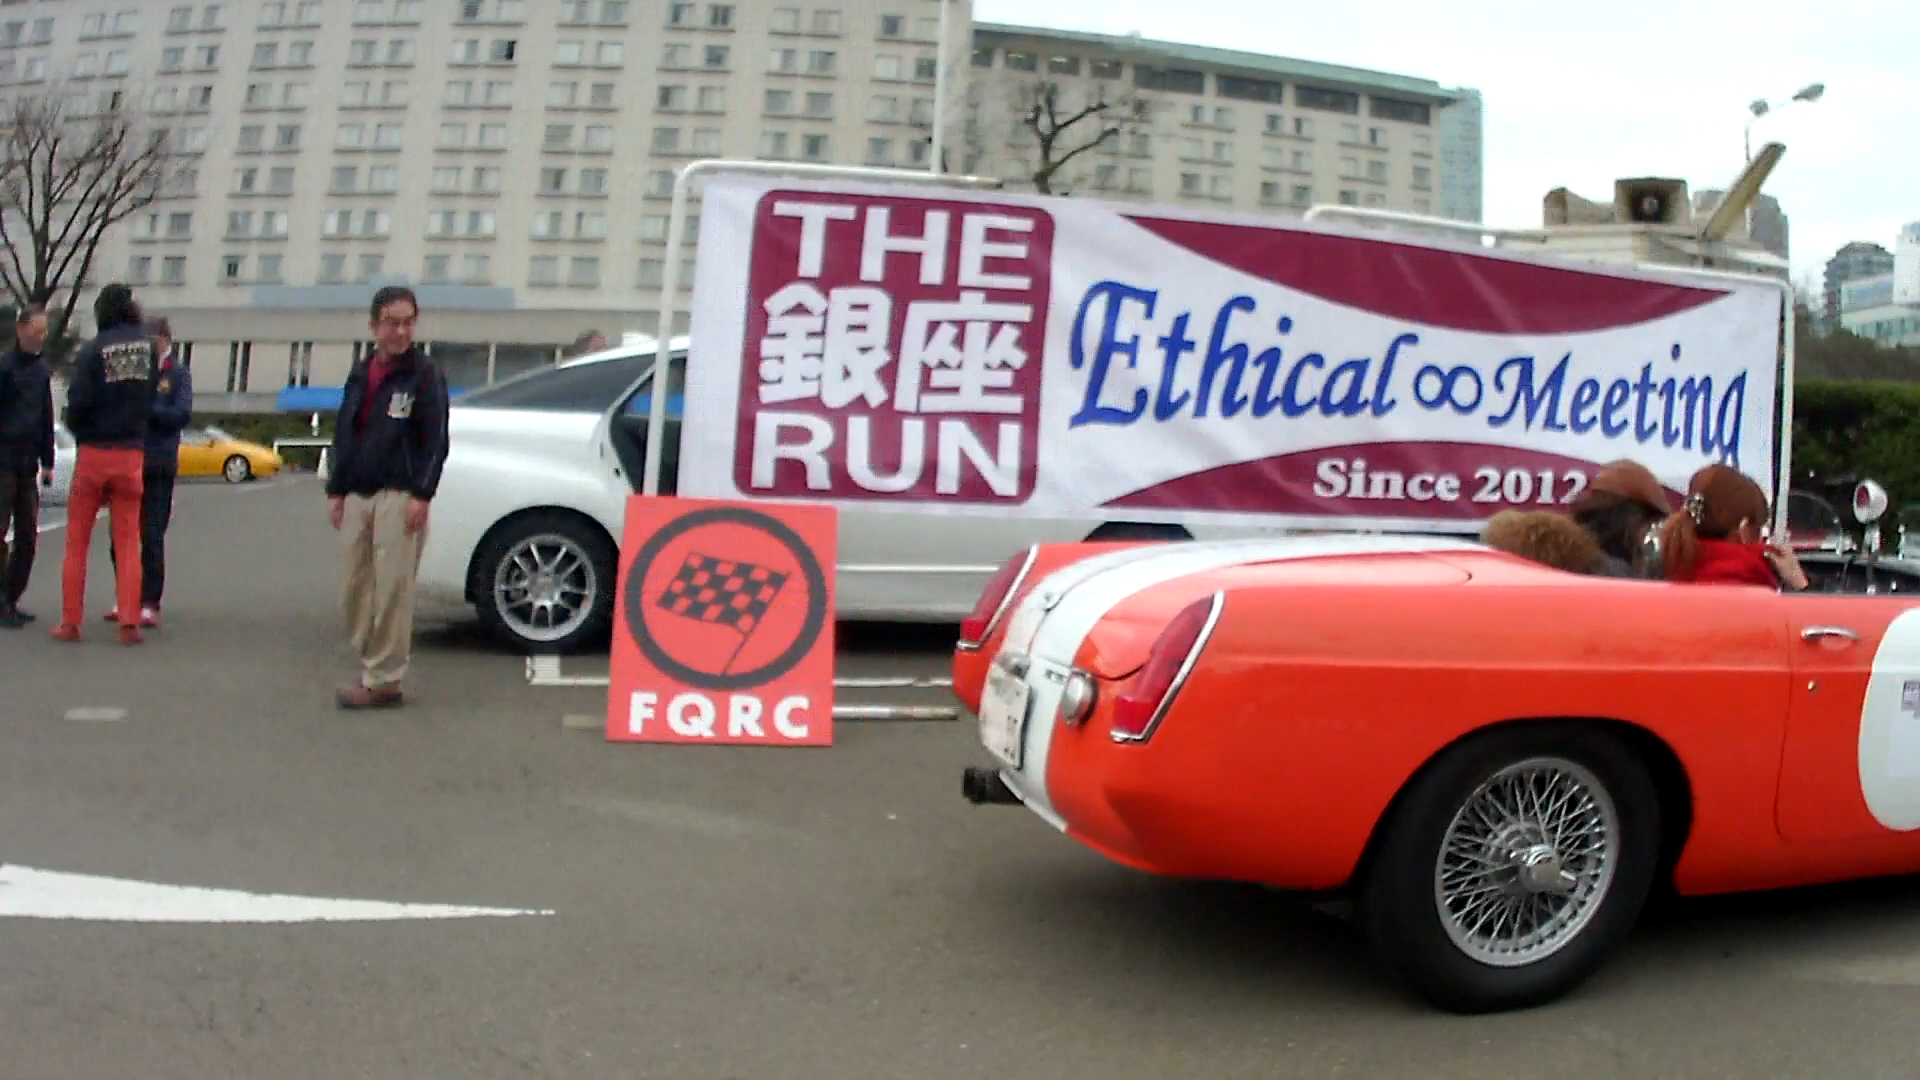 THE
銀座
RUN
Ethical ∞ Meeting
Since 2012
FQRC